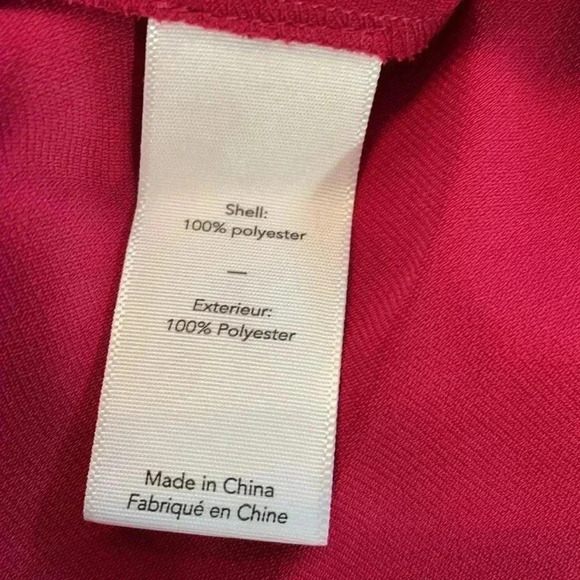 Shell:
100% polyester
—
Exterieur:
100% Polyester
Made in China
Fabriqué en Chine